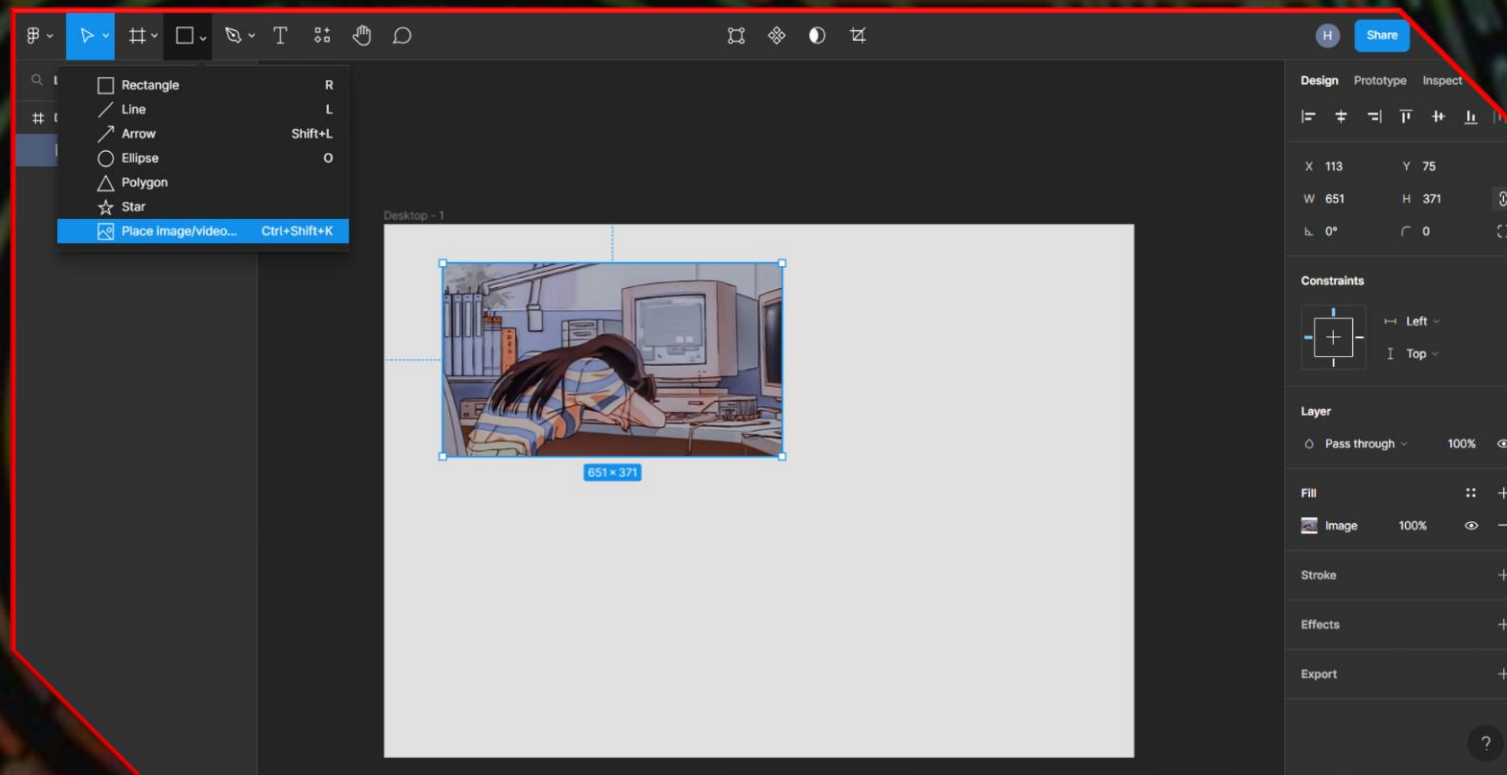 T
H
Share
Rectangle R
Line L
Arrow Shift+L
Ellipse O
Polygon
Star
Place image/video... Ctrl+Shift+K
Desktop - 1
651 × 371
Design Prototype Inspect
X 113 Y 75
W 651 H 371
0° 0
Constraints
Left
Top
Layer
Pass through 100%
Fill
Image 100%
Stroke
Effects
Export
?